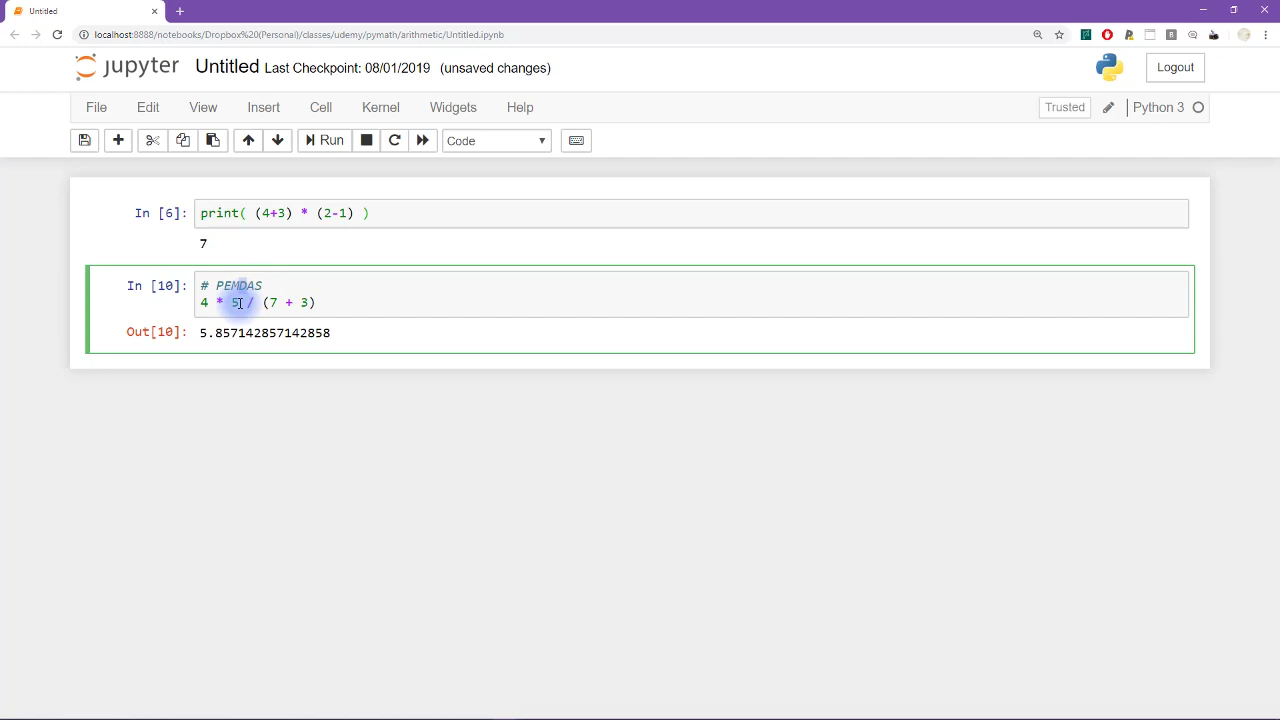 Untitled
localhost:8888/notebooks/Dropbox%20(Personal)/classes/udemy/pymath/arithmetic/Untitled.ipynb
jupyter Untitled Last Checkpoint: 08/01/2019 (unsaved changes) Logout
File Edit View Insert Cell Kernel Widgets Help Trusted Python 3
Run Code
In [6]: print( (4+3) * (2-1) )
7
In [10]: # PEMDAS
4 * 5 / (7 + 3)
Out[10]: 5.857142857142858